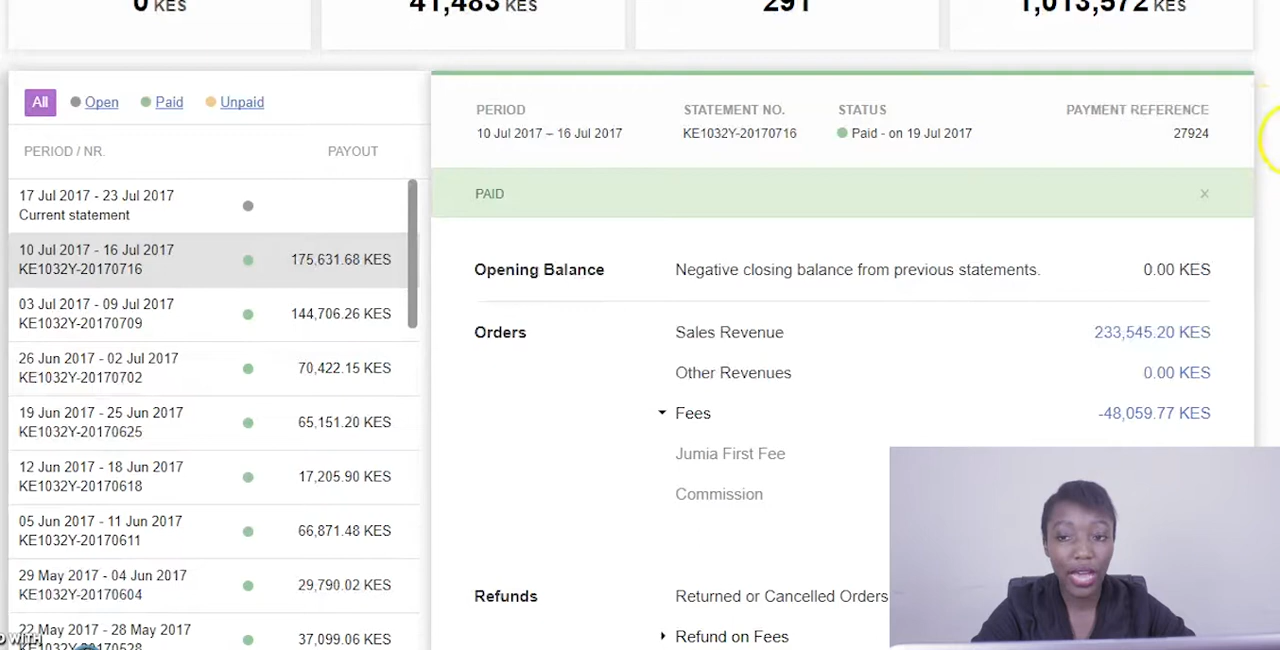 0 KES
41,483 KES
291
1,013,572 KES
All Open Paid Unpaid
PERIOD / NR. PAYOUT
17 Jul 2017 - 23 Jul 2017
Current statement
10 Jul 2017 - 16 Jul 2017
KE1032Y-20170716
175,631.68 KES
03 Jul 2017 - 09 Jul 2017
KE1032Y-20170709
144,706.26 KES
26 Jun 2017 - 02 Jul 2017
KE1032Y-20170702
70,422.15 KES
19 Jun 2017 - 25 Jun 2017
KE1032Y-20170625
65,151.20 KES
12 Jun 2017 - 18 Jun 2017
KE1032Y-20170618
17,205.90 KES
05 Jun 2017 - 11 Jun 2017
KE1032Y-20170611
66,871.48 KES
29 May 2017 - 04 Jun 2017
KE1032Y-20170604
29,790.02 KES
22 May 2017 - 28 May 2017
KE1032Y-20170528
37,099.06 KES
WITH
PERIOD STATEMENT NO. STATUS PAYMENT REFERENCE
10 Jul 2017 – 16 Jul 2017 KE1032Y-20170716 Paid - on 19 Jul 2017 27924
PAID ×
Opening Balance Negative closing balance from previous statements. 0.00 KES
Orders Sales Revenue 233,545.20 KES
Other Revenues 0.00 KES
Fees -48,059.77 KES
Jumia First Fee
Commission
Refunds Returned or Cancelled Orders
Refund on Fees